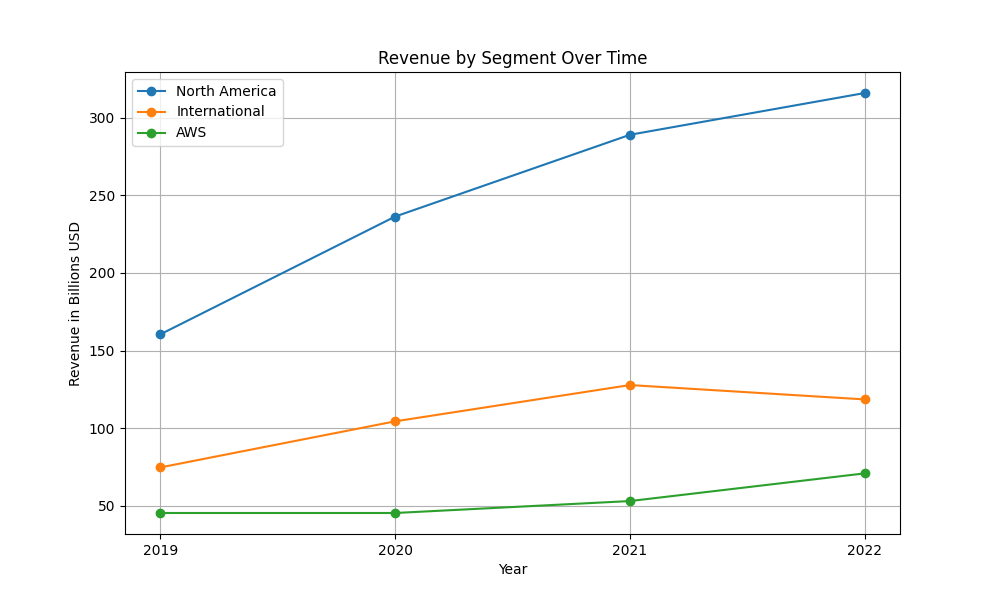 Revenue by Segment Over Time
North America
International
AWS
Revenue in Billions USD
300
250
200
150
100
50
2019 2020 2021 2022
Year